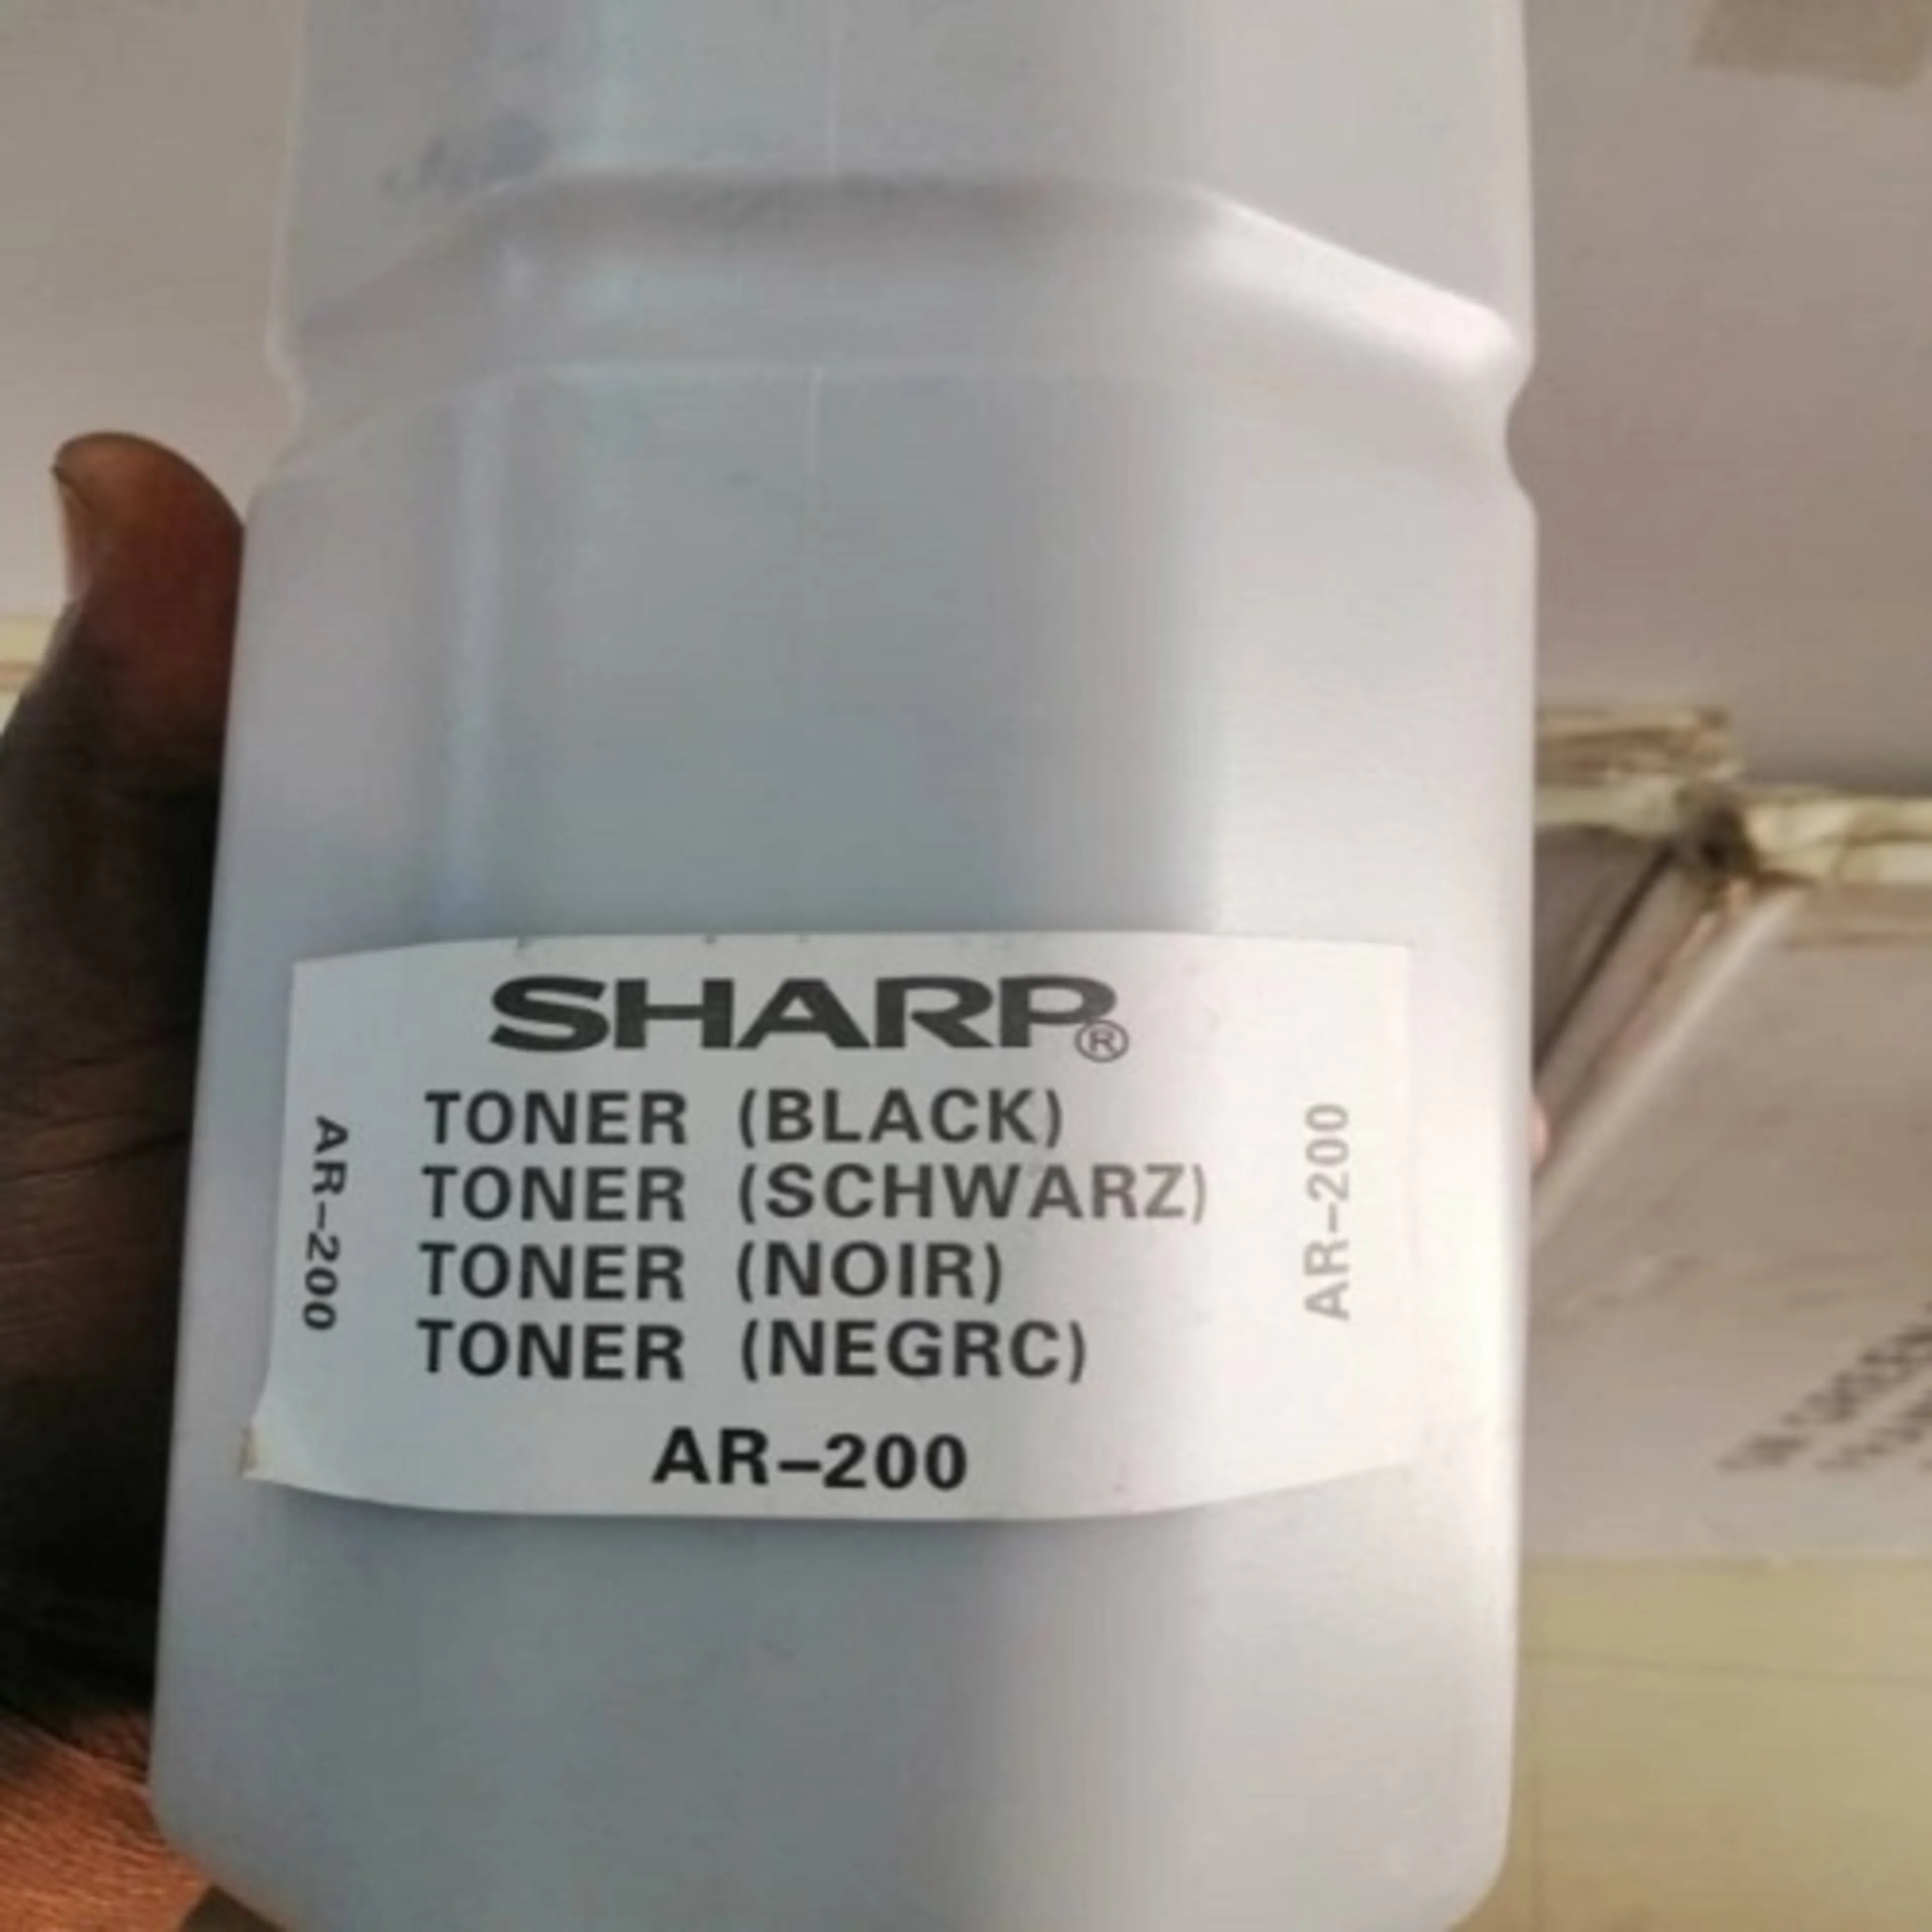 SHARP®
TONER (BLACK)
TONER (SCHWARZ)
TONER (NOIR)
TONER (NEGRC)
AR-200
AR-200
AR-200